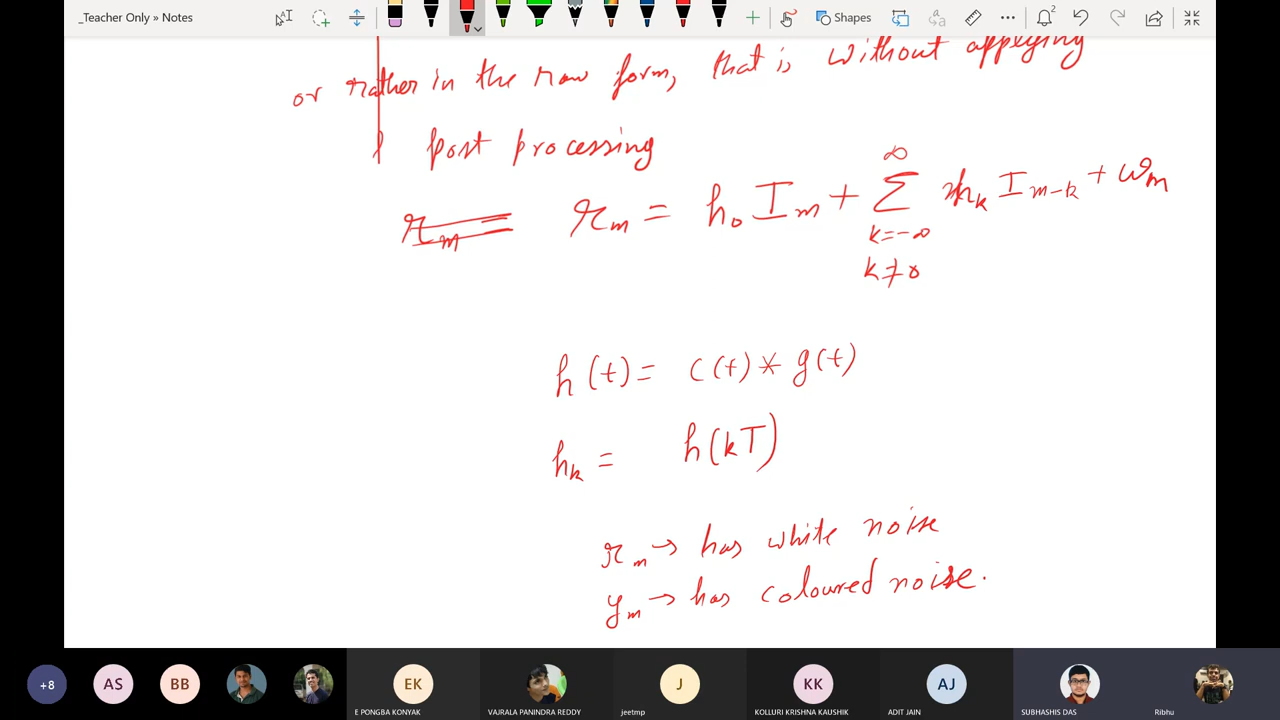 _Teacher Only » Notes
Shapes
2
or rather in the raw form, that is without applying
post processing
r_m r_m = h_0 I_m + ∑_{k=-∞, k≠0}^{∞} h_k I_{m-k} + w_m
h(t) = c(t) * g(t)
h_k = h(kT)
r_m → has white noise
y_m → has coloured noise.
+8 AS BB EK J KK AJ
E PONGBA KONYAK VAJRALA PANINDRA REDDY jeetmp KOLLURI KRISHNA KAUSHIK ADIT JAIN SUBHASHIS DAS Ribhu